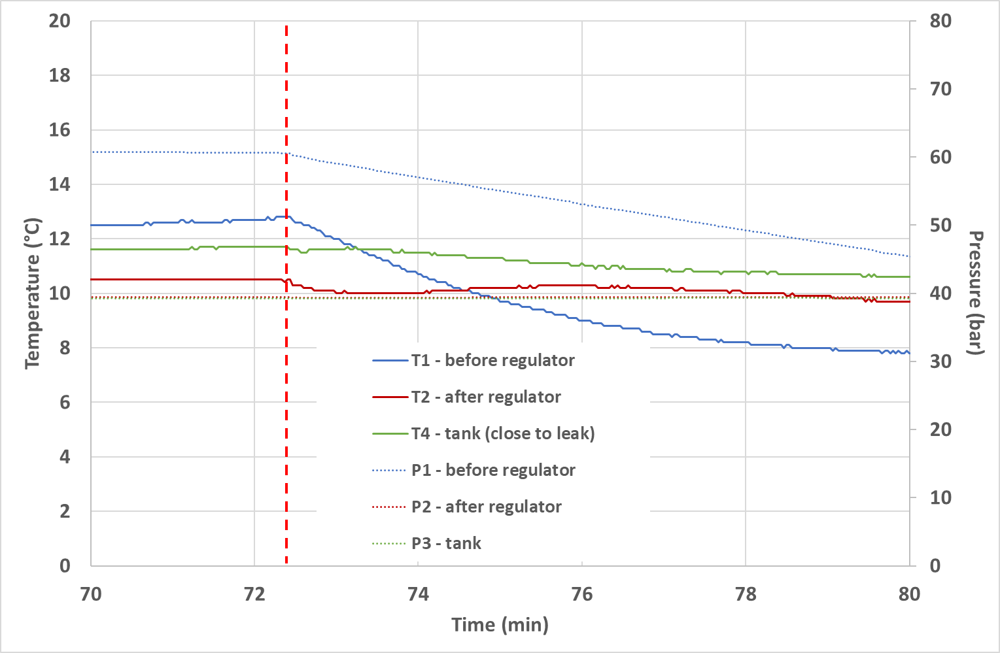 20
18
16
14
12
10
8
6
4
2
0
Temperature (°C)
80
70
60
50
40
30
20
10
0
Pressure (bar)
T1 - before regulator
T2 - after regulator
T4 - tank (close to leak)
P1 - before regulator
P2 - after regulator
P3 - tank
70 72 74 76 78 80
Time (min)